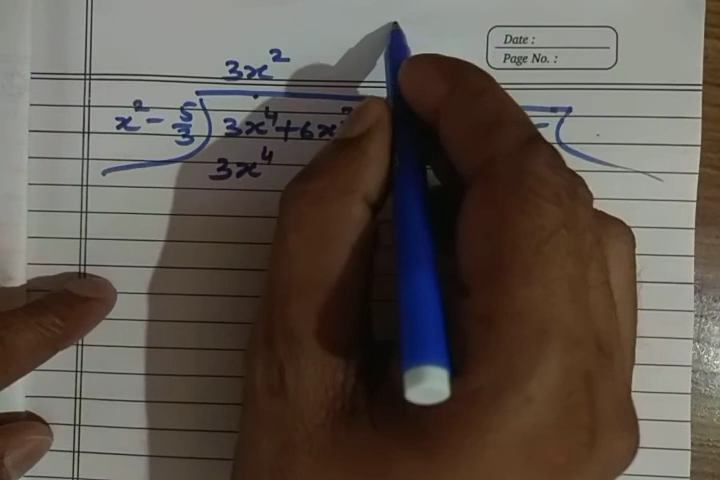 Date :
Page No. :
3x²
x² - 5/3 ) 3x⁴ + 6x
3x⁴